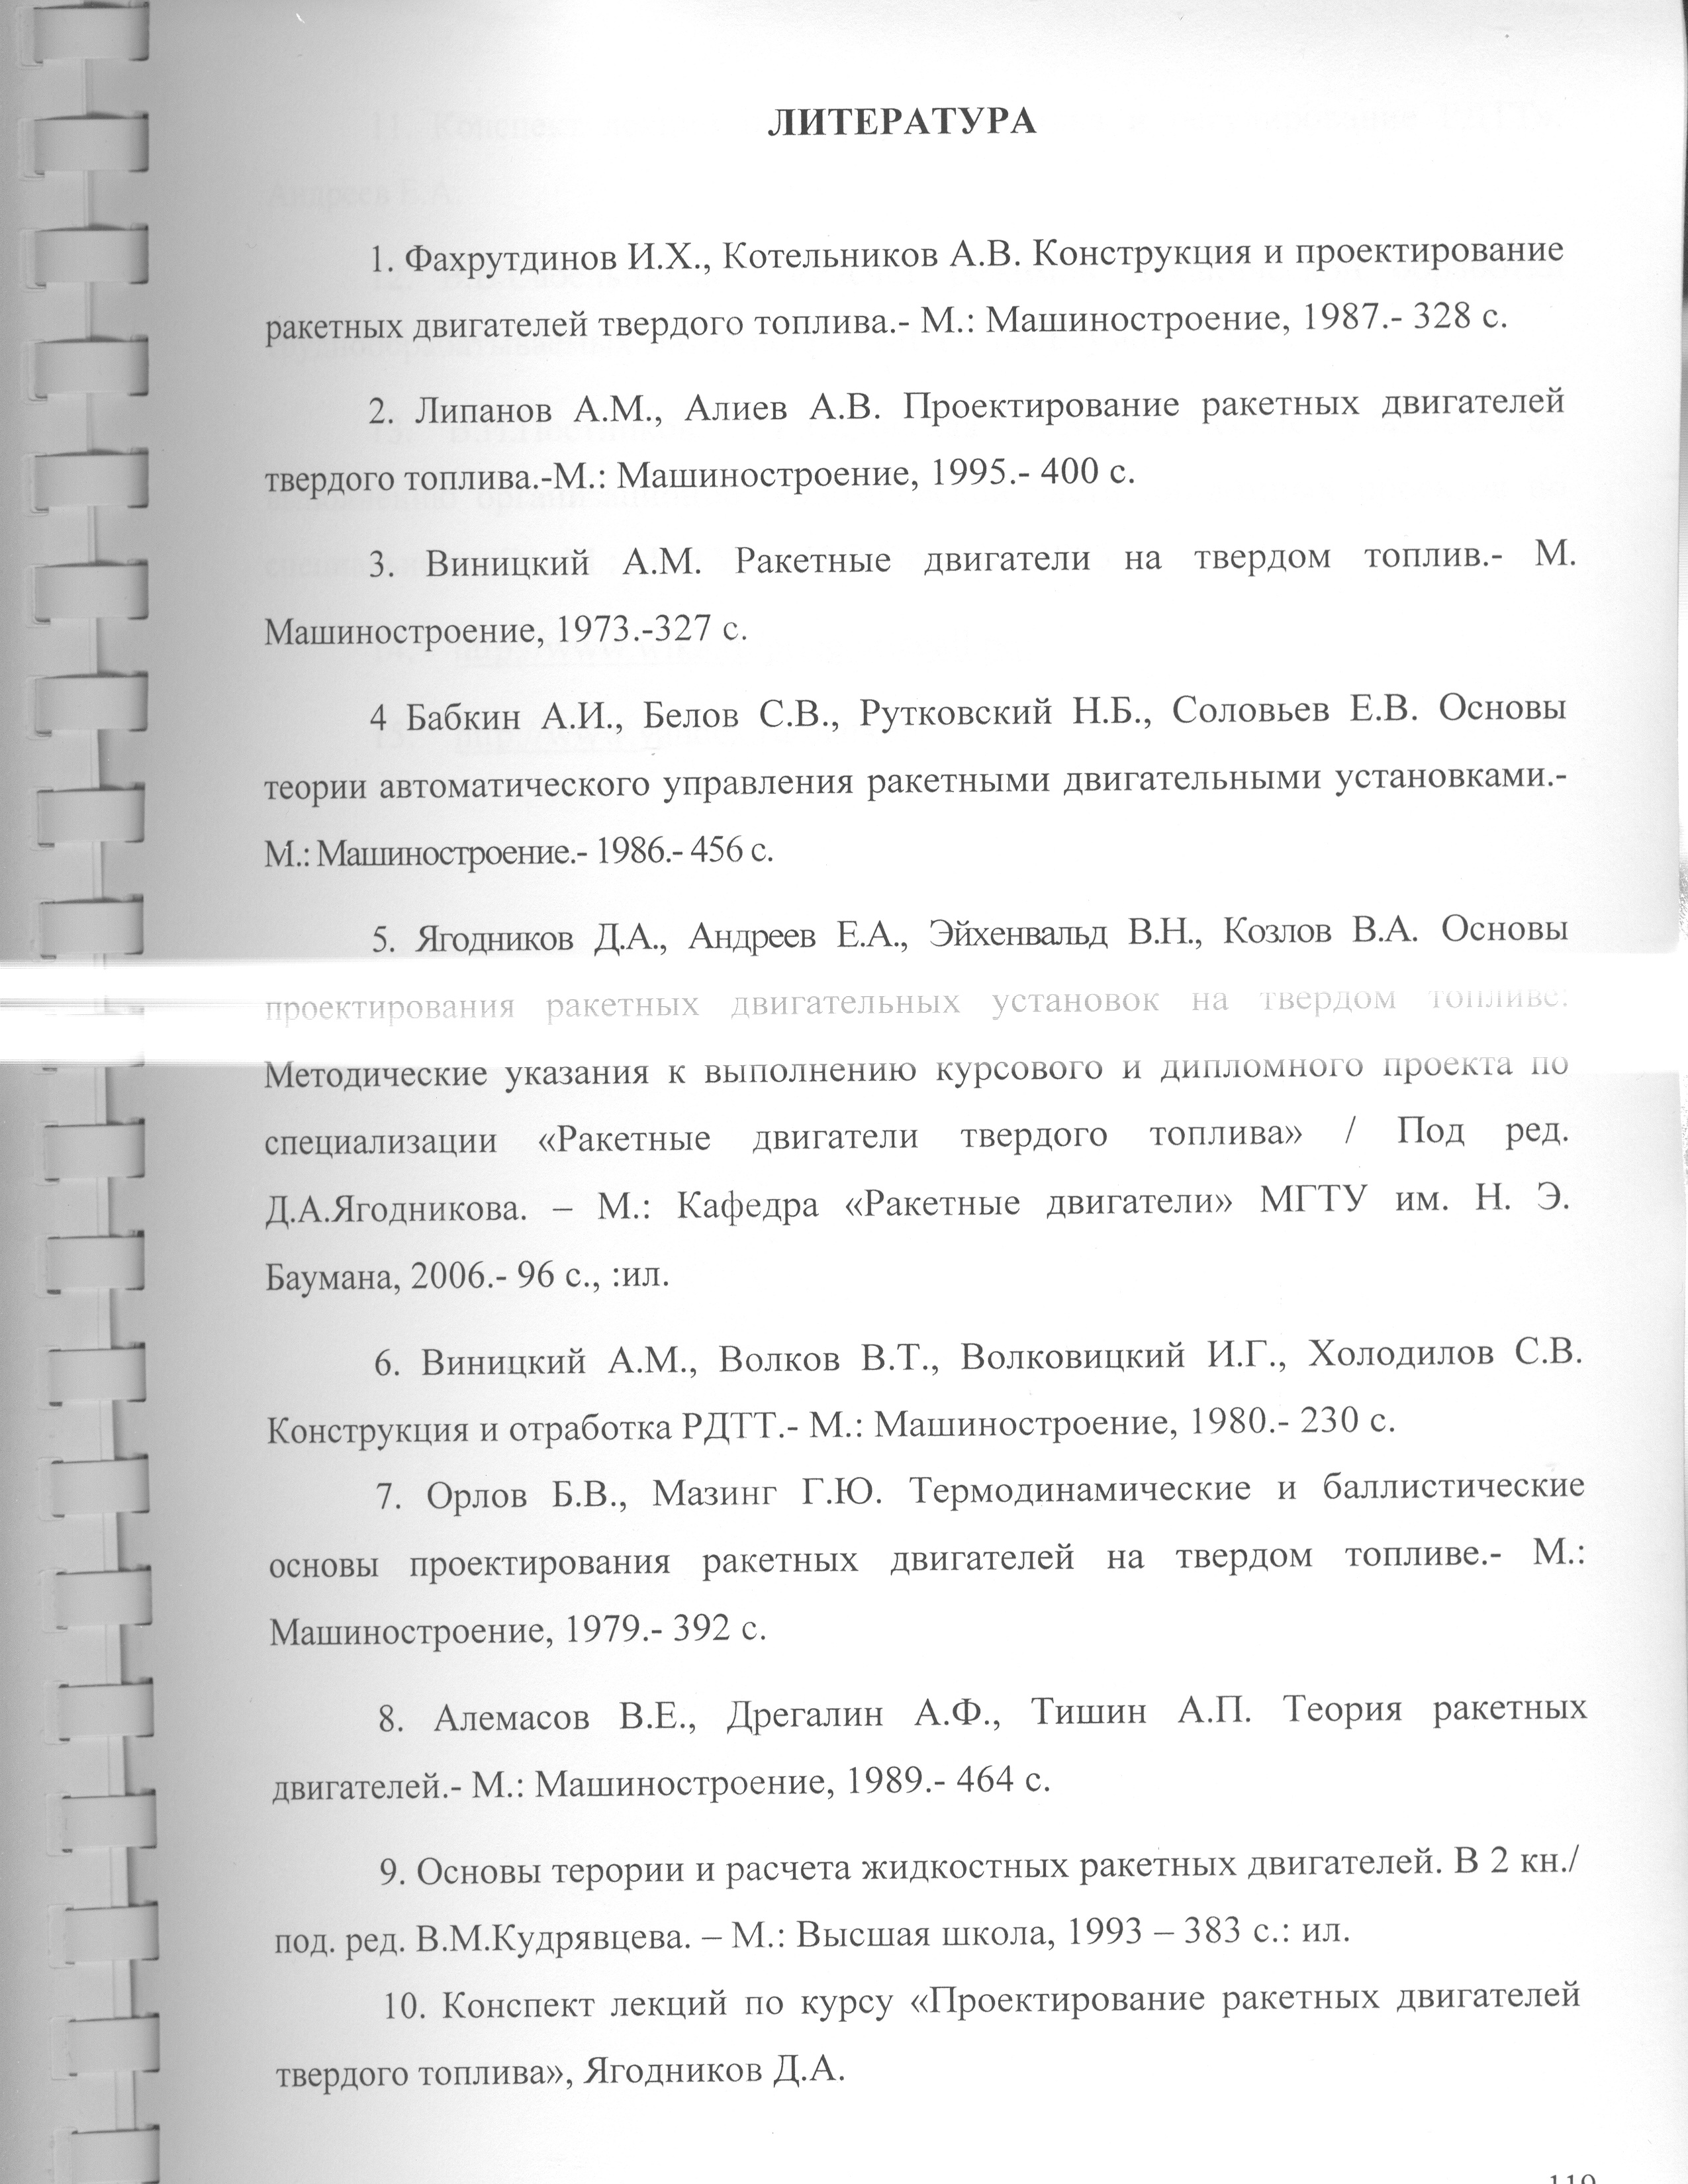 ЛИТЕРАТУРА
1. Фахрутдинов И.Х., Котельников А.В. Конструкция и проектирование
ракетных двигателей твердого топлива.- М.: Машиностроение, 1987.- 328 с.
2. Липанов А.М., Алиев А.В. Проектирование ракетных двигателей
твердого топлива.-М.: Машиностроение, 1995.- 400 с.
3. Виницкий А.М. Ракетные двигатели на твердом топлив.- М.
Машиностроение, 1973.-327 с.
4 Бабкин А.И., Белов С.В., Рутковский Н.Б., Соловьев Е.В. Основы
теории автоматического управления ракетными двигательными установками.-
М.: Машиностроение.- 1986.- 456 с.
5. Ягодников Д.А., Андреев Е.А., Эйхенвальд В.Н., Козлов В.А. Основы
проектирования ракетных двигательных установок на твердом топливе:
Методические указания к выполнению курсового и дипломного проекта по
специализации «Ракетные двигатели твердого топлива» / Под ред.
Д.А.Ягодникова. – М.: Кафедра «Ракетные двигатели» МГТУ им. Н. Э.
Баумана, 2006.- 96 с., :ил.
6. Виницкий А.М., Волков В.Т., Волковицкий И.Г., Холодилов С.В.
Конструкция и отработка РДТТ.- М.: Машиностроение, 1980.- 230 с.
7. Орлов Б.В., Мазинг Г.Ю. Термодинамические и баллистические
основы проектирования ракетных двигателей на твердом топливе.- М.:
Машиностроение, 1979.- 392 с.
8. Алемасов В.Е., Дрегалин А.Ф., Тишин А.П. Теория ракетных
двигателей.- М.: Машиностроение, 1989.- 464 с.
9. Основы терории и расчета жидкостных ракетных двигателей. В 2 кн./
под. ред. В.М.Кудрявцева. – М.: Высшая школа, 1993 – 383 с.: ил.
10. Конспект лекций по курсу «Проектирование ракетных двигателей
твердого топлива», Ягодников Д.А.